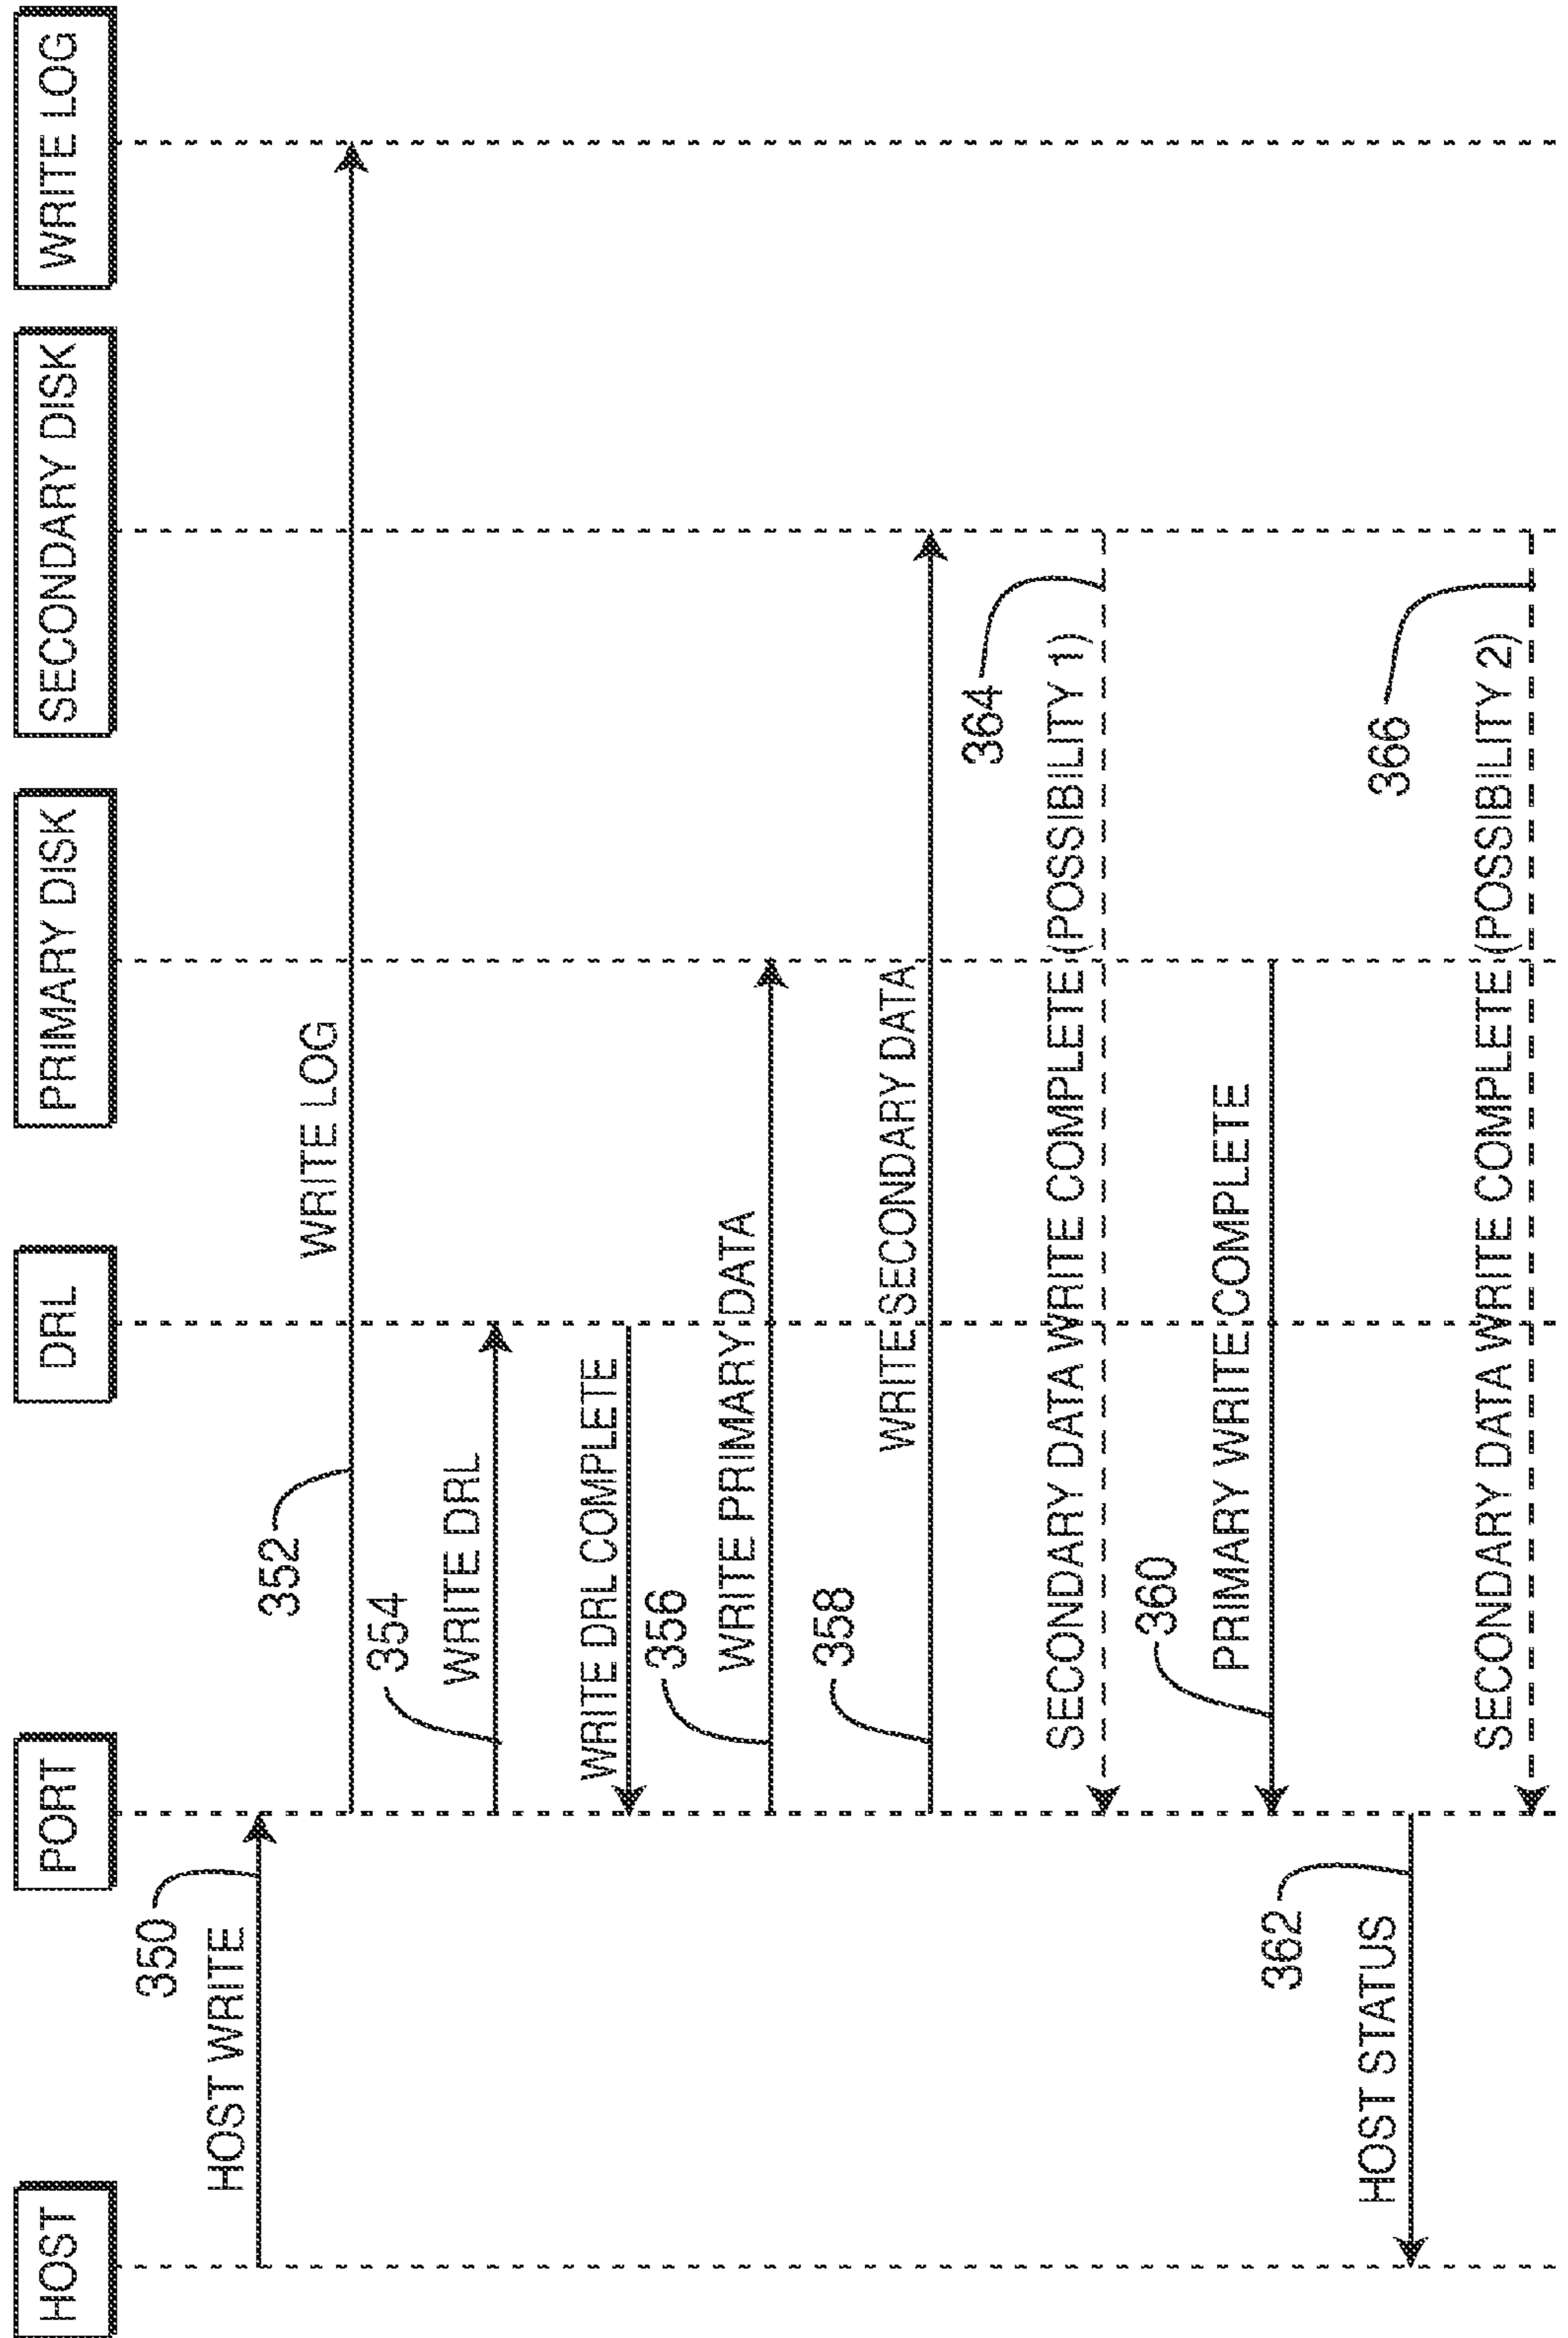 HOST
PORT
DRL
PRIMARY DISK
SECONDARY DISK
WRITE LOG
350
HOST WRITE
352
WRITE LOG
354
WRITE DRL
WRITE DRL COMPLETE
356
WRITE PRIMARY DATA
358
WRITE SECONDARY DATA
364
SECONDARY DATA WRITE COMPLETE (POSSIBILITY 1)
360
PRIMARY WRITE COMPLETE
362
HOST STATUS
366
SECONDARY DATA WRITE COMPLETE (POSSIBILITY 2)